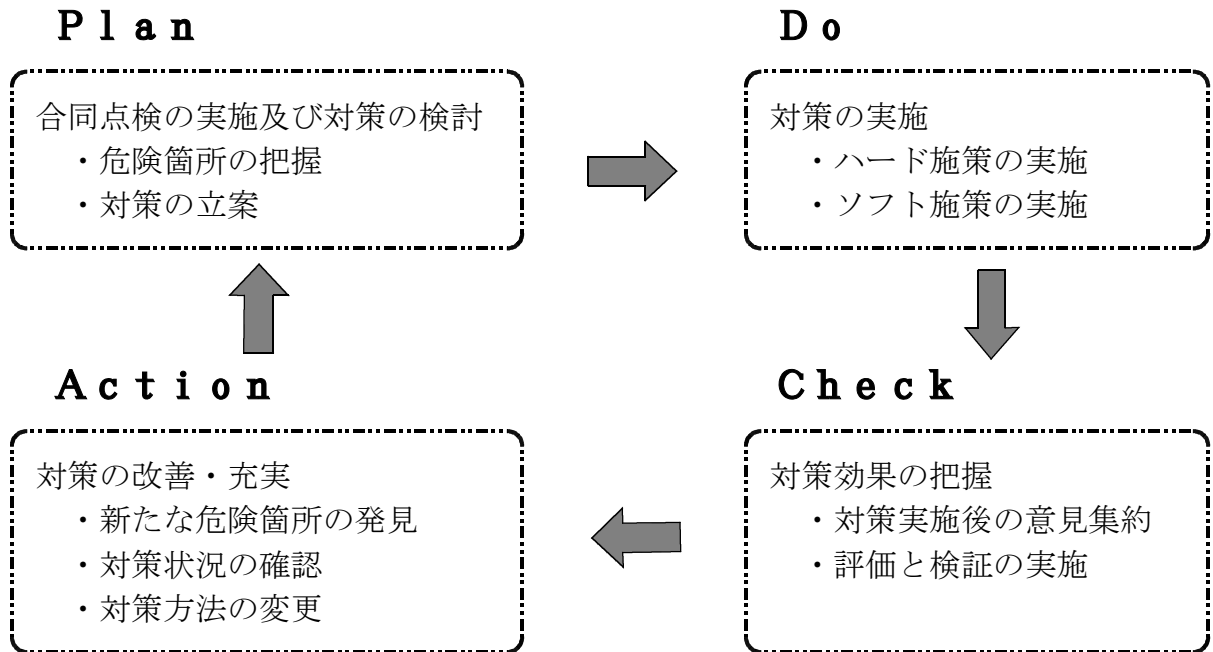 Ｐｌａｎ
合同点検の実施及び対策の検討
・危険箇所の把握
・対策の立案
Ｄｏ
対策の実施
・ハード施策の実施
・ソフト施策の実施
Ｃｈｅｃｋ
対策効果の把握
・対策実施後の意見集約
・評価と検証の実施
Ａｃｔｉｏｎ
対策の改善・充実
・新たな危険箇所の発見
・対策状況の確認
・対策方法の変更